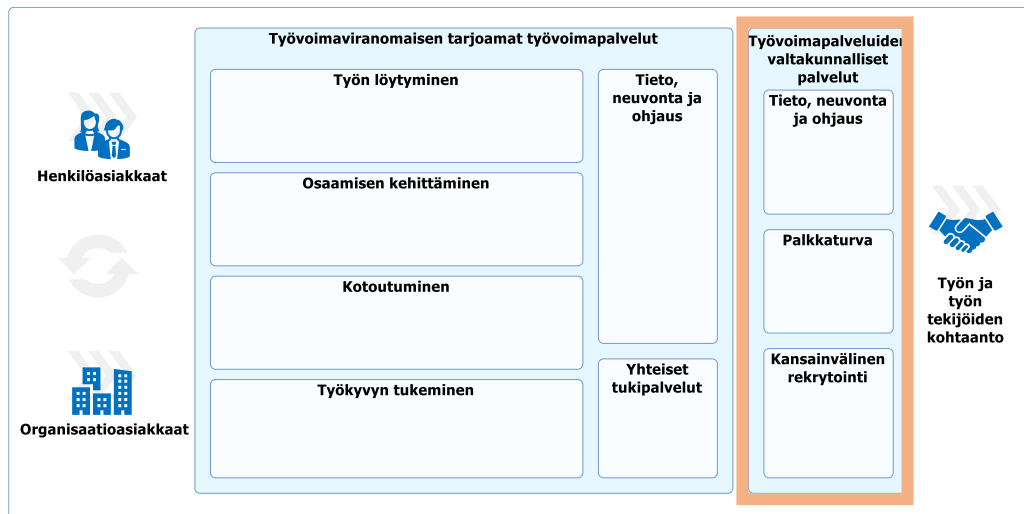 Henkilöasiakkaat
Organisaatioasiakkaat
Työvoimaviranomaisen tarjoamat työvoimapalvelut
Työn löytyminen
Osaamisen kehittäminen
Kotoutuminen
Työkyvyn tukeminen
Tieto,
neuvonta ja
ohjaus
Yhteiset
tukipalvelut
Työvoimapalveluiden
valtakunnalliset
palvelut
Tieto, neuvonta
ja ohjaus
Palkkaturva
Kansainvälinen
rekrytointi
Työn ja
työn
tekijöiden
kohtaanto